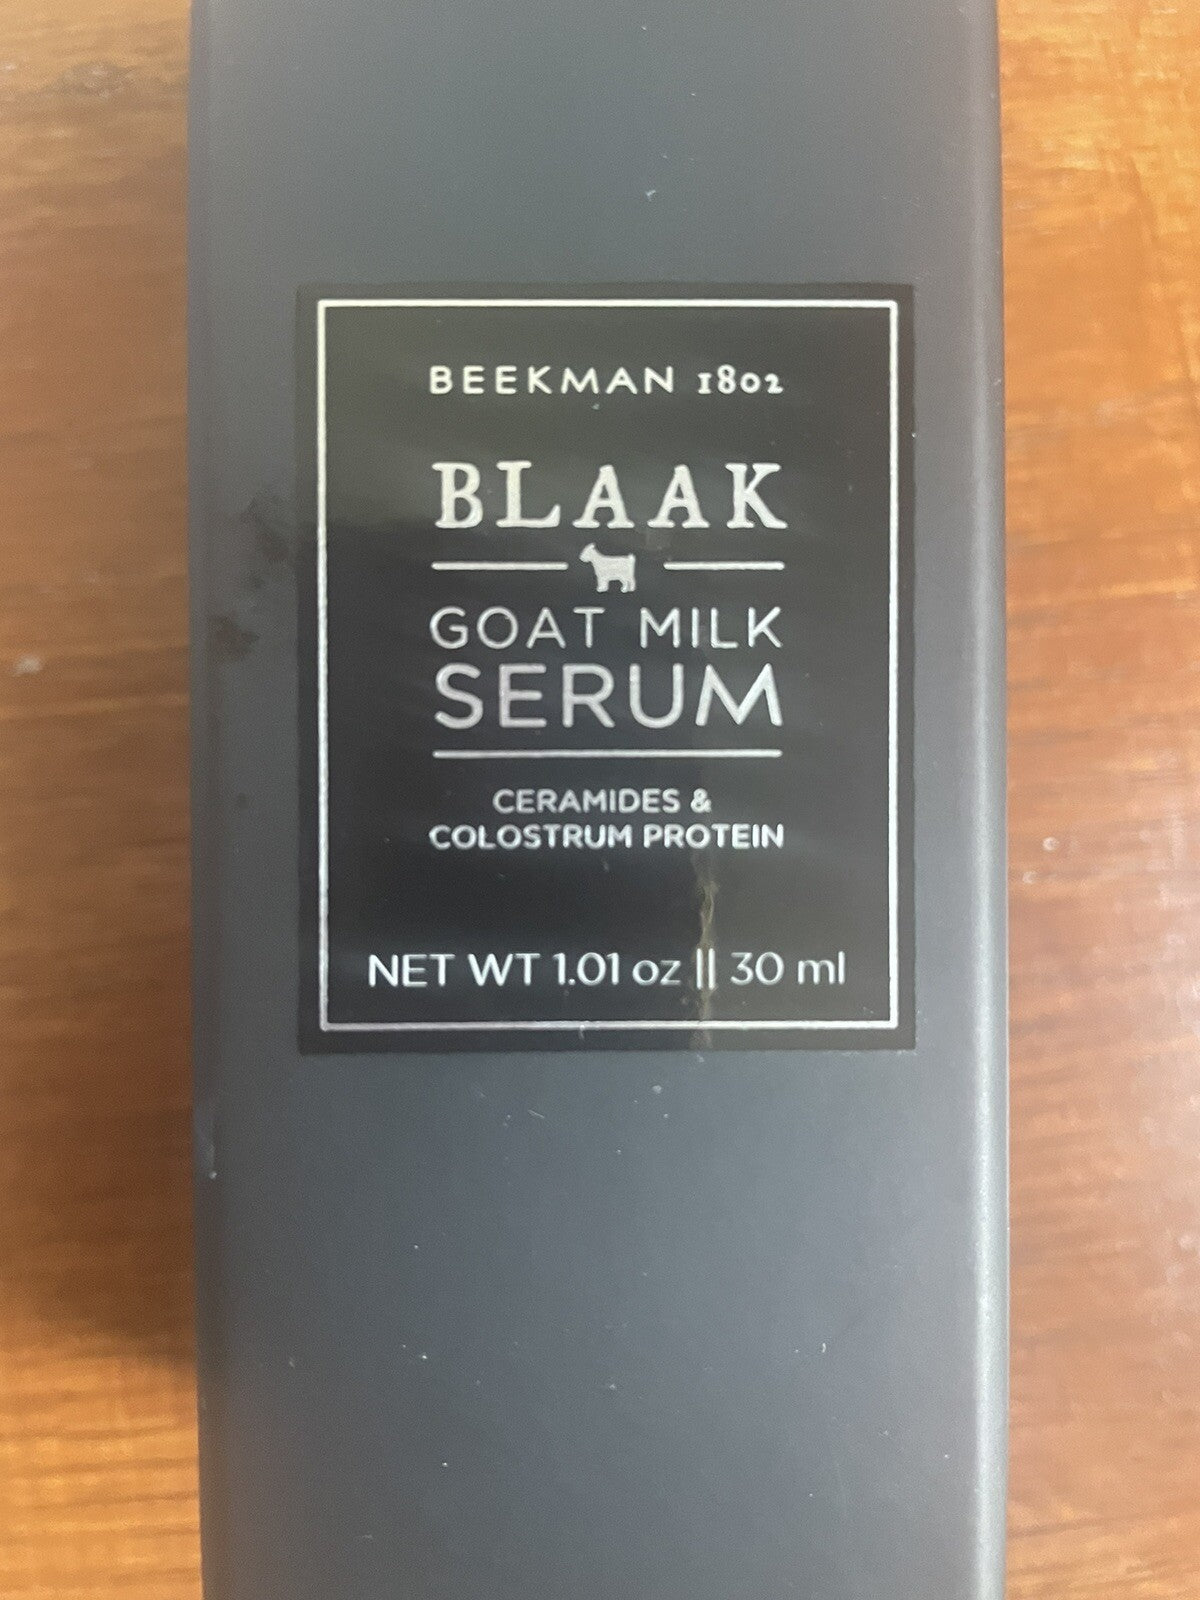 BEEKMAN 1802
BLAAK
GOAT MILK
SERUM
CERAMIDES &
COLOSTRUM PROTEIN
NET WT 1.01 oz || 30 ml